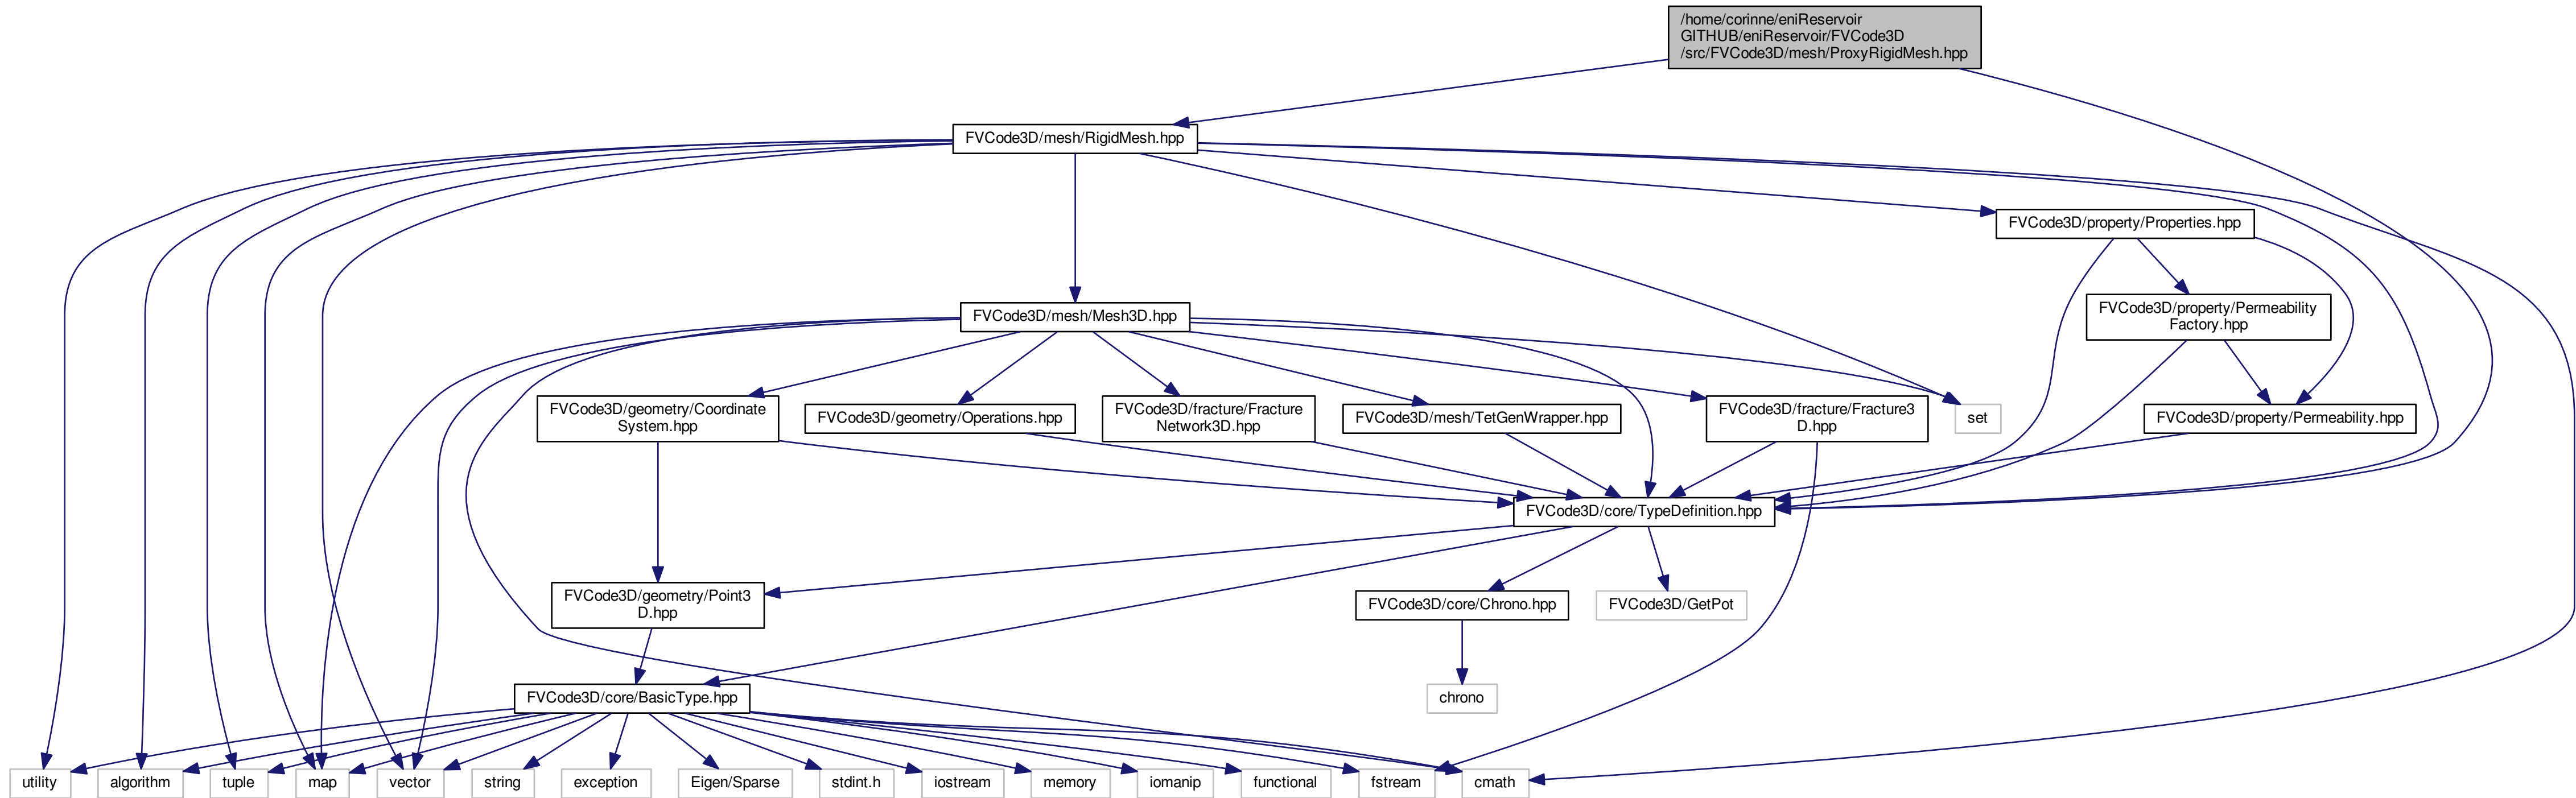 /home/corinne/eniReservoir
GITHUB/eniReservoir/FVCode3D
/src/FVCode3D/mesh/ProxyRigidMesh.hpp
FVCode3D/mesh/RigidMesh.hpp
FVCode3D/property/Properties.hpp
FVCode3D/mesh/Mesh3D.hpp
FVCode3D/property/Permeability
Factory.hpp
FVCode3D/geometry/Coordinate
System.hpp
FVCode3D/geometry/Operations.hpp
FVCode3D/fracture/Fracture
Network3D.hpp
FVCode3D/mesh/TetGenWrapper.hpp
FVCode3D/fracture/Fracture3
D.hpp
set
FVCode3D/property/Permeability.hpp
FVCode3D/core/TypeDefinition.hpp
FVCode3D/geometry/Point3
D.hpp
FVCode3D/core/Chrono.hpp
FVCode3D/GetPot
FVCode3D/core/BasicType.hpp
chrono
utility
algorithm
tuple
map
vector
string
exception
Eigen/Sparse
stdint.h
iostream
memory
iomanip
functional
fstream
cmath